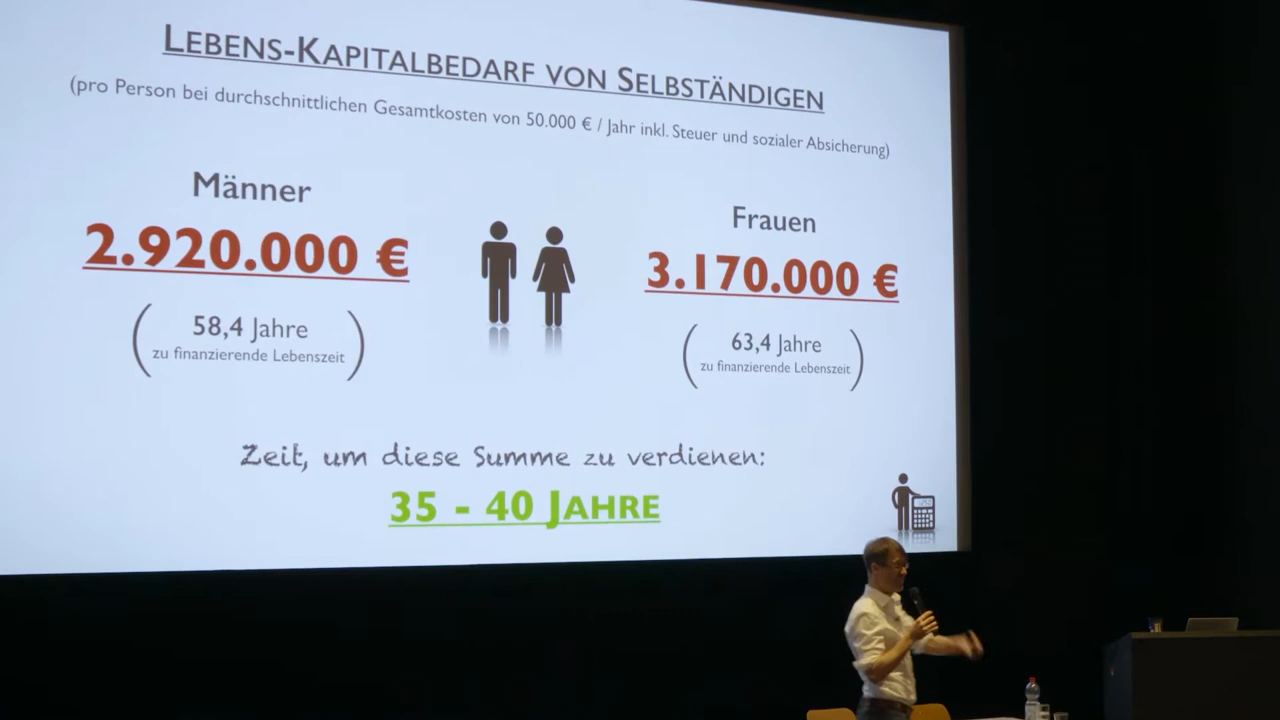 LEBENS-KAPITALBEDARF VON SELBSTÄNDIGEN
(pro Person bei durchschnittlichen Gesamtkosten von 50.000 € / Jahr inkl. Steuer und sozialer Absicherung)
Männer
2.920.000 €
(58,4 Jahre
zu finanzierende Lebenszeit)
Frauen
3.170.000 €
(63,4 Jahre
zu finanzierende Lebenszeit)
Zeit, um diese Summe zu verdienen:
35 - 40 JAHRE